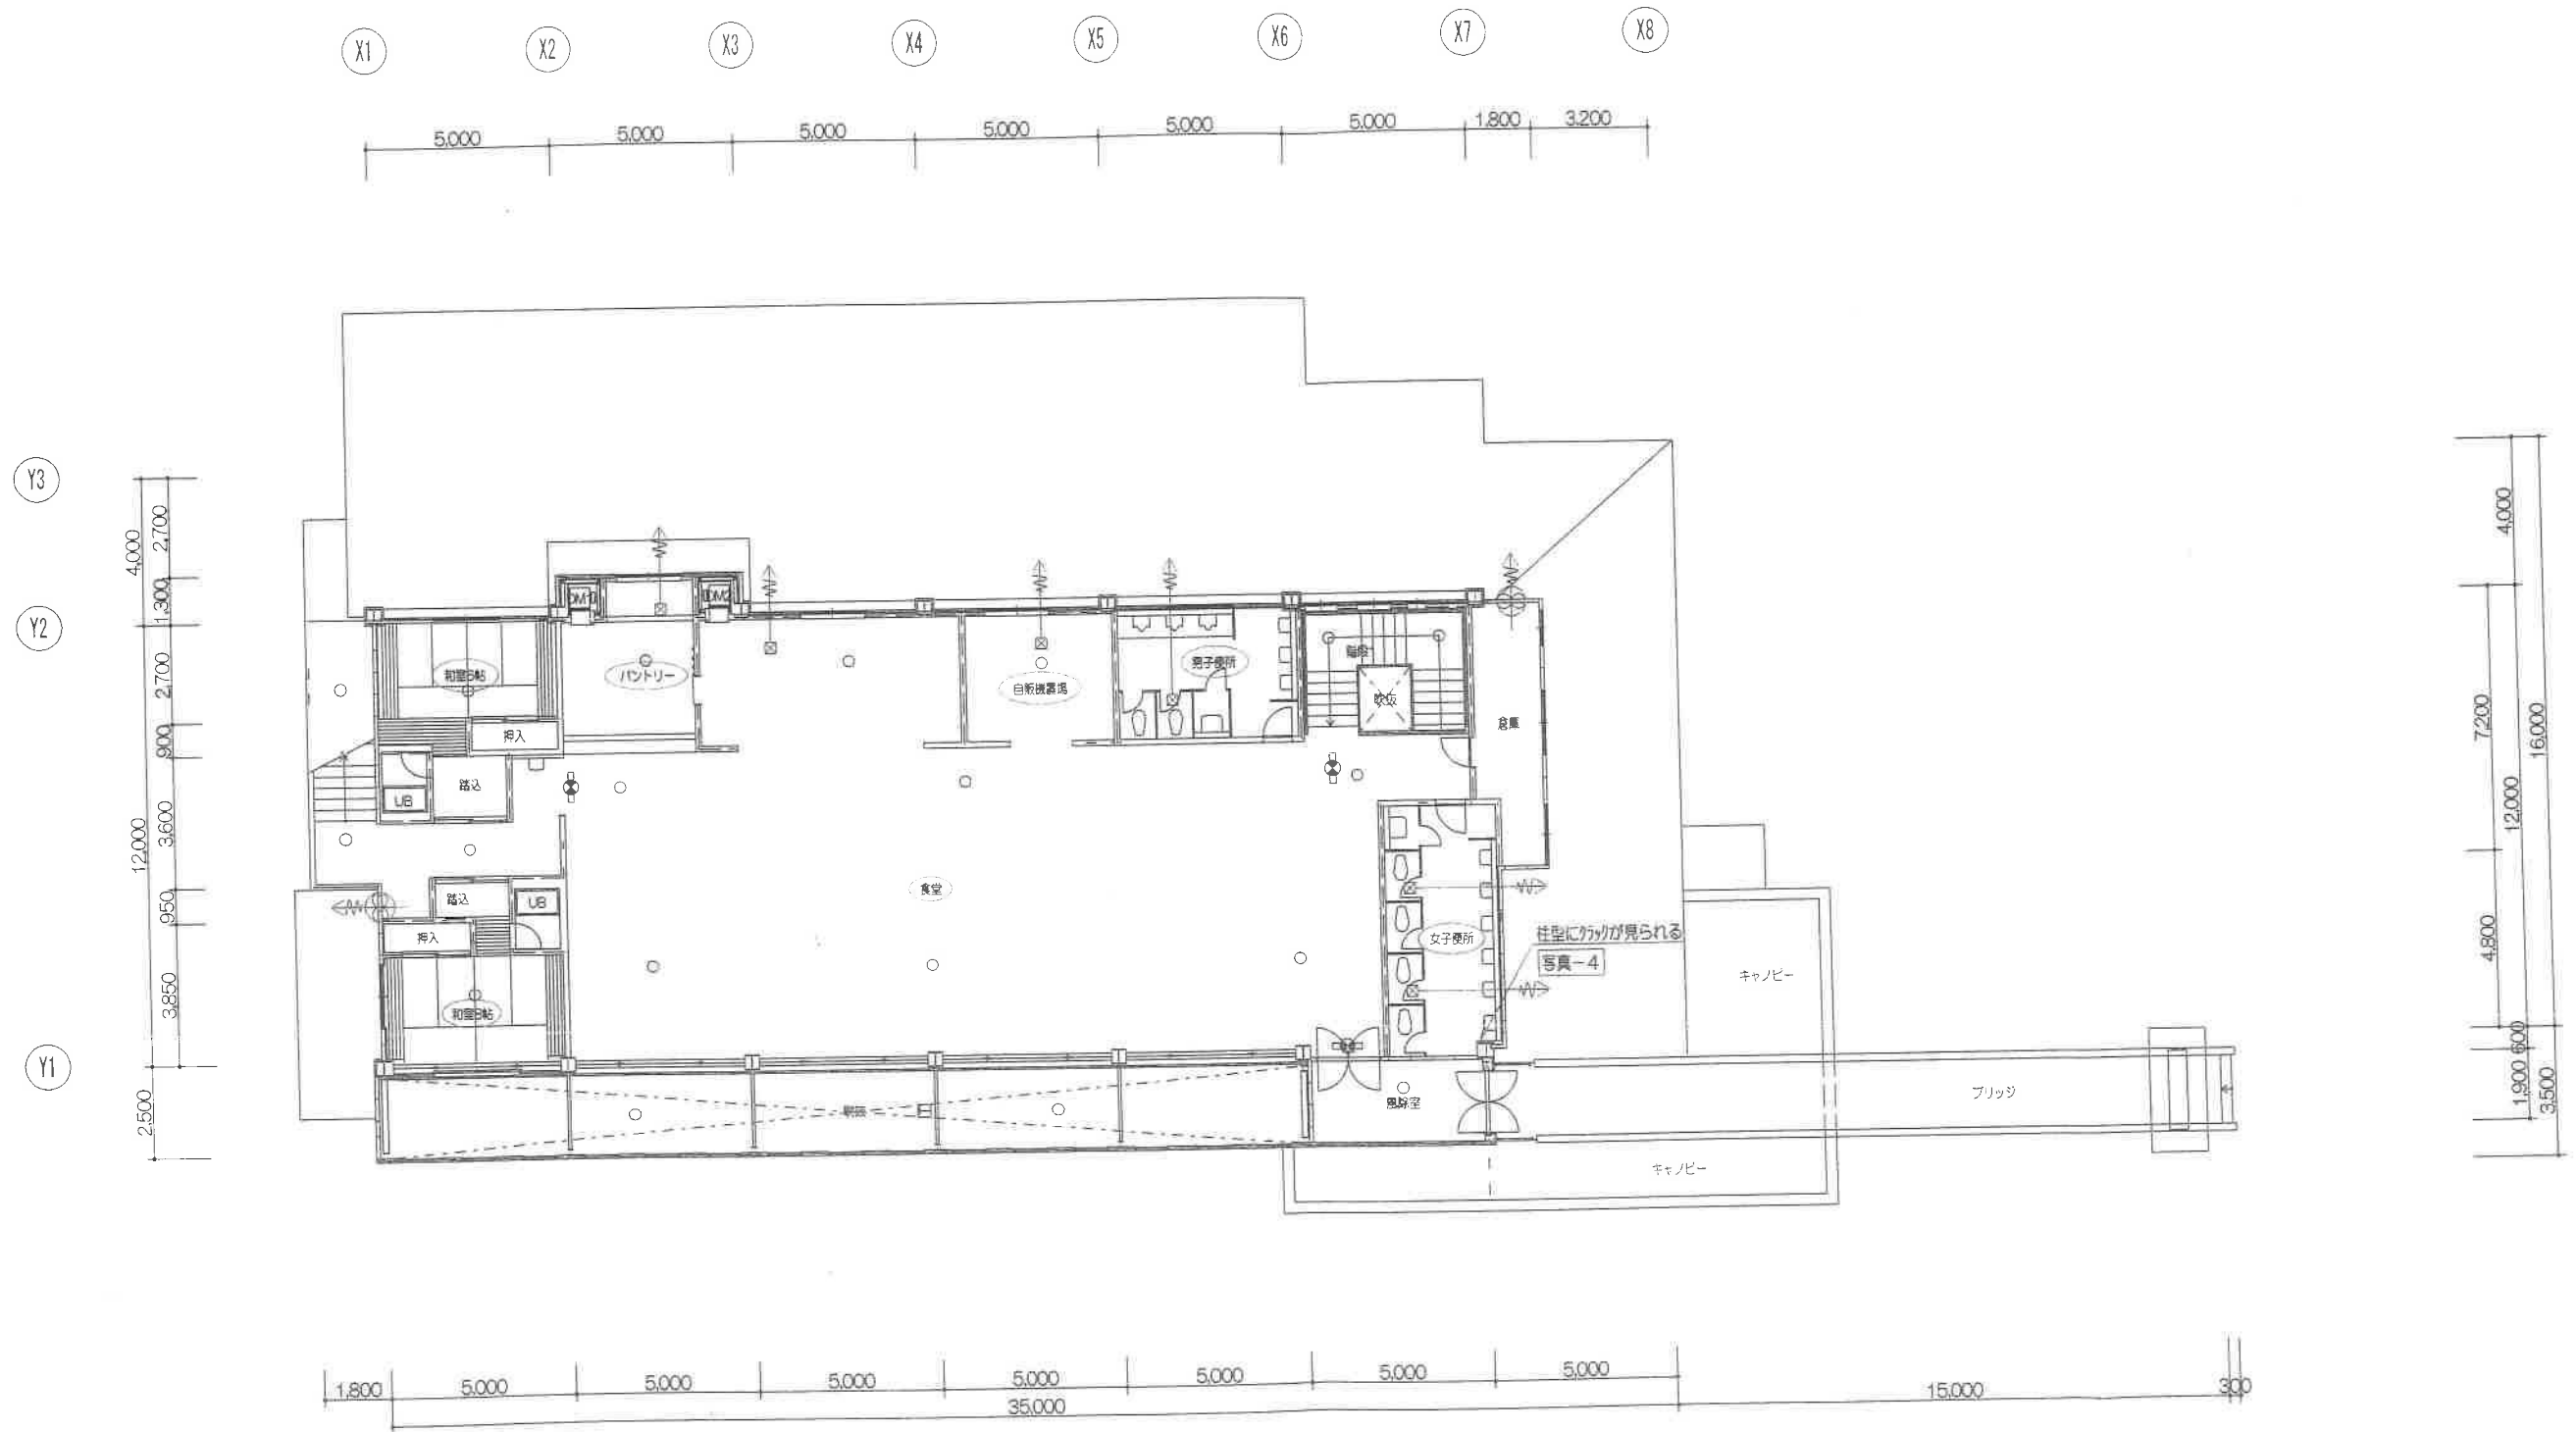 X1 X2 X3 X4 X5 X6 X7 X8
5,000 5,000 5,000 5,000 5,000 5,000 1,800 3,200
Y3
Y2
Y1
4,000
2,700
1,300
12,000
2,700
900
3,600
950
3,850
2,500
DM2
和室8帖
パントリー
自販機置場
男子便所
階段
吹抜
倉庫
押入
UB
踏込
踏込
UB
押入
食堂
女子便所
柱型にクラックが見られる
写真-4
和室8帖
キャノピー
風除室
ブリッジ
キャノピー
4,000
7,200
16,000
12,000
4,800
600
1,900
3,500
1,800 5,000 5,000 5,000 5,000 5,000 5,000 5,000 15,000 300
35,000